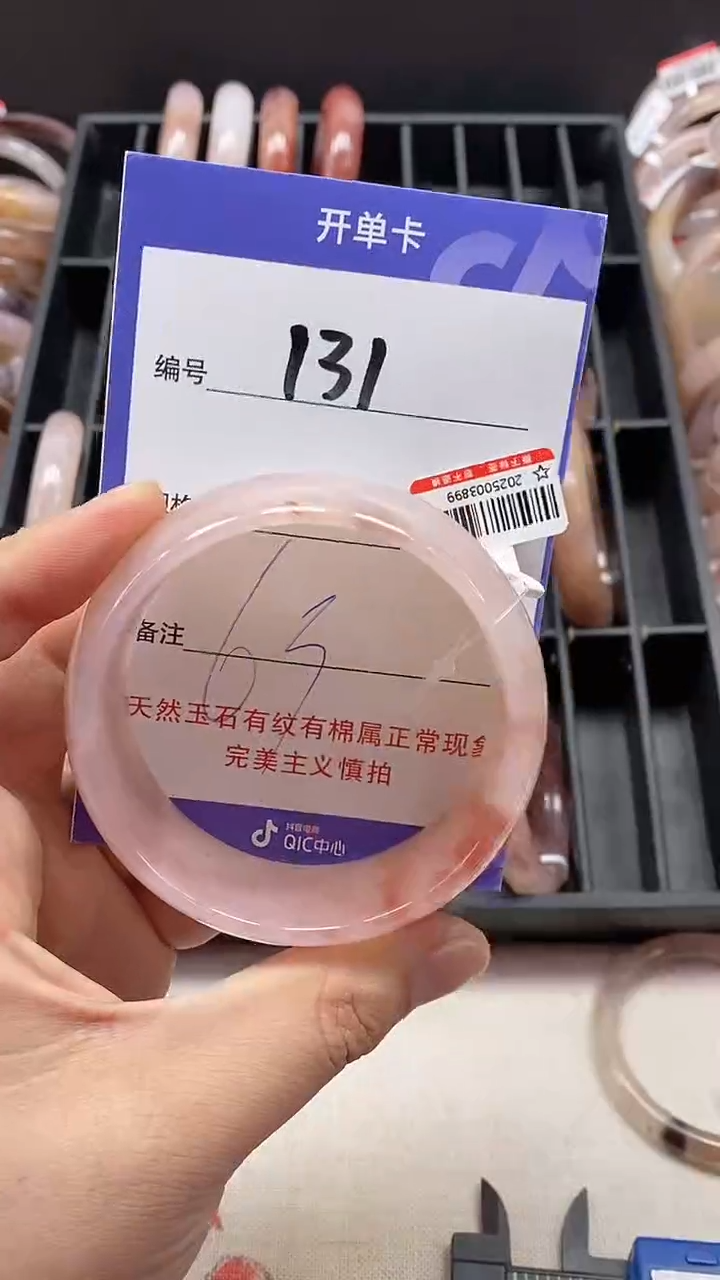 开单卡
编号 131
2025003899
备注 63
天然玉石有纹有棉属正常现象
完美主义慎拍
抖音电商
QIC中心